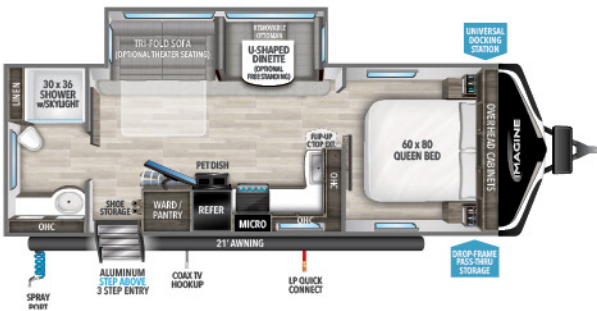 REMOVABLE
OTTOMAN
UNIVERSAL
DOCKING
STATION
TRI-FOLD SOFA
(OPTIONAL THEATER SEATING)
U-SHAPED
DINETTE
(OPTIONAL
FREE STANDING)
LINEN
30 x 36
SHOWER
w/SKYLIGHT
FLIP-UP
C'TOP EXT.
60 x 80
QUEEN BED
OVERHEAD CABINETS
IMAGINE
PET DISH
OHC
SHOE
STORAGE
WARD /
PANTRY
REFER
MICRO
OHC
OHC
21' AWNING
DROP-FRAME
PASS-THRU
STORAGE
SPRAY
PORT
ALUMINUM
STEP ABOVE
3 STEP ENTRY
COAX TV
HOOKUP
LP QUICK
CONNECT